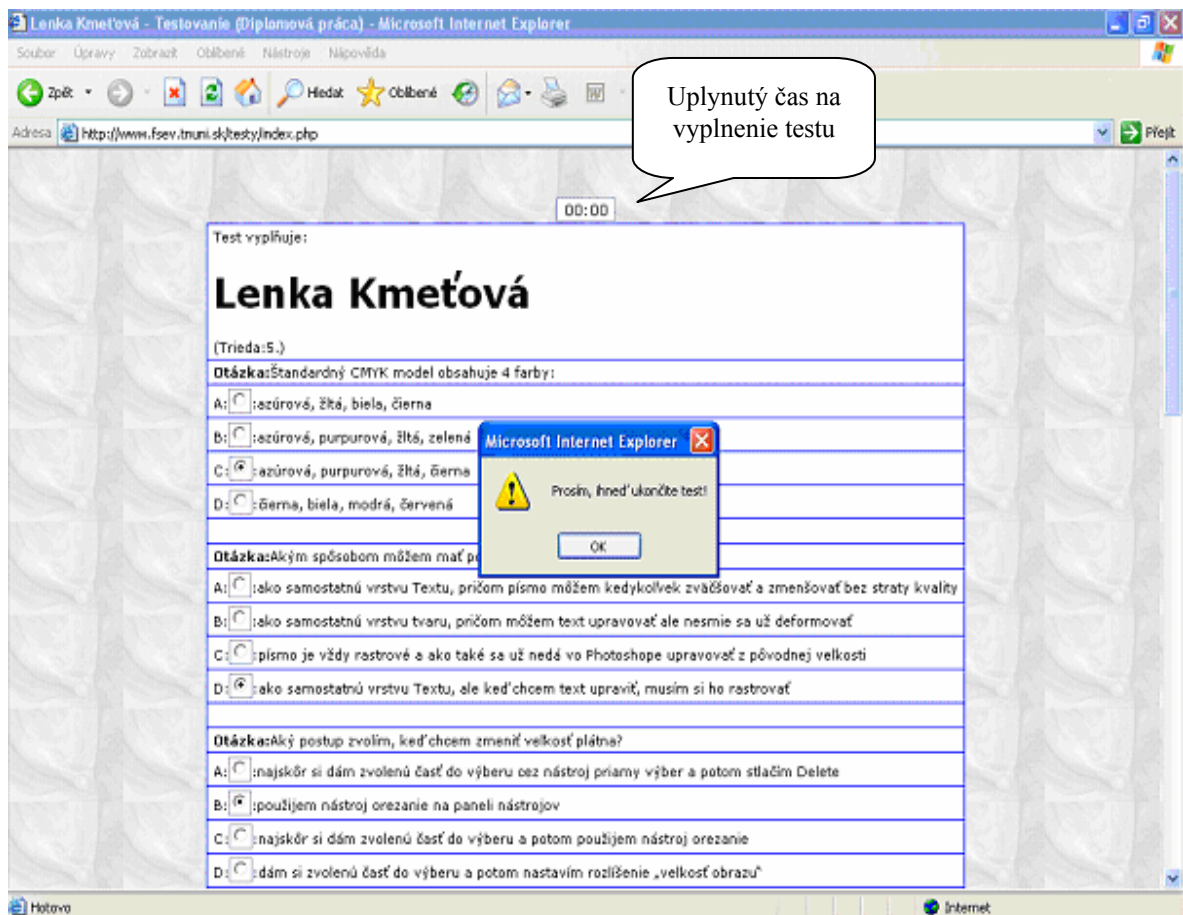 Lenka Kmeťová - Testovanie (Diplomová práca) - Microsoft Internet Explorer
Soubor Úpravy Zobrazit Oblíbené Nástroje Nápověda
Zpět Hledat Oblíbené
Adresa http://www.fsev.tnuni.sk/testy/index.php Přejít
Uplynutý čas na
vyplnenie testu
00:00
Test vyplňuje:
Lenka Kmeťová
(Trieda:5.)
Otázka:Štandardný CMYK model obsahuje 4 farby:
A: :azúrová, žltá, biela, čierna
B: :azúrová, purpurová, žltá, zelená
C: :azúrová, purpurová, žltá, čierna
D: :čierna, biela, modrá, červená
Microsoft Internet Explorer
Prosím, ihneď ukončite test!
OK
Otázka:Akým spôsobom môžem mať
A: :ako samostatnú vrstvu Textu, pričom písmo môžem kedykoľvek zväčšovať a zmenšovať bez straty kvality
B: :ako samostatnú vrstvu tvaru, pričom môžem text upravovať ale nesmie sa už deformovať
C: :písmo je vždy rastrové a ako také sa už nedá vo Photoshope upravovať z pôvodnej velkosti
D: :ako samostatnú vrstvu Textu, ale keď chcem text upraviť, musím si ho rastrovať
Otázka:Aký postup zvolím, keď chcem zmeniť velkosť plátna?
A: :najskôr si dám zvolenú časť do výberu cez nástroj priamy výber a potom stlačím Delete
B: :použijem nástroj orezanie na paneli nástrojov
C: :najskôr si dám zvolenú časť do výberu a potom použijem nástroj orezanie
D: :dám si zvolenú časť do výberu a potom nastavím rozlíšenie „velkosť obrazu“
Hotovo Internet